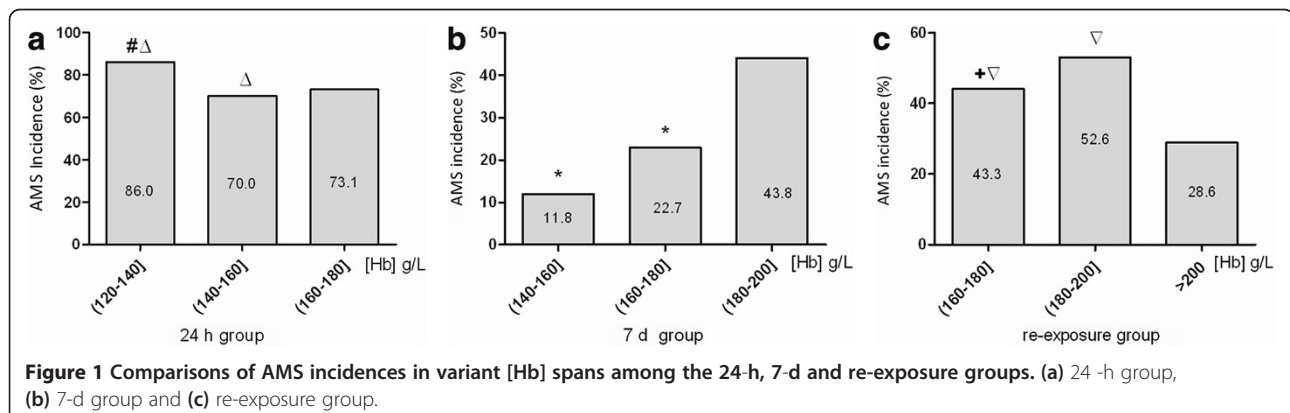 a
#Δ
Δ
AMS Incidence (%)
100
80
60
40
20
0
86.0
70.0
73.1
(120-140]
(140-160]
(160-180]
[Hb] g/L
24 h group
b
*
*
AMS incidence (%)
50
40
30
20
10
0
11.8
22.7
43.8
(140-160]
(160-180]
(180-200]
[Hb] g/L
7 d group
c
+∇
∇
AMS incidence (%)
60
40
20
0
43.3
52.6
28.6
(160-180]
(180-200]
>200
[Hb] g/L
re-exposure group
Figure 1 Comparisons of AMS incidences in variant [Hb] spans among the 24-h, 7-d and re-exposure groups. (a) 24 -h group,
(b) 7-d group and (c) re-exposure group.